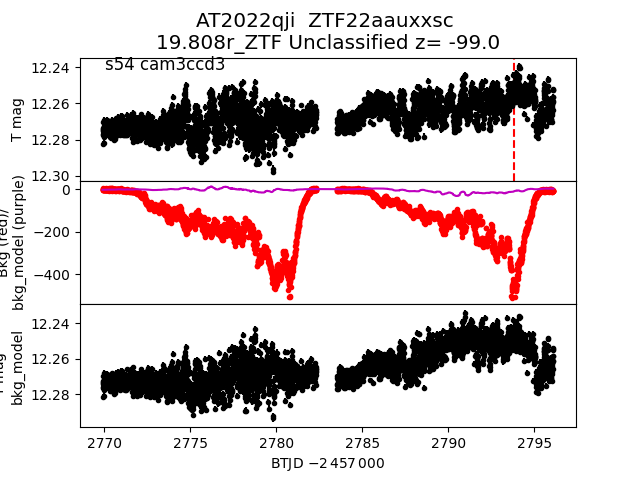 AT2022qji ZTF22aauxxsc
19.808r_ZTF Unclassified z= -99.0
s54 cam3ccd3
T mag
12.24
12.26
12.28
12.30
Bkg (red)/
bkg_model (purple)
0
−200
−400
bkg_model
12.24
12.26
12.28
2770
2775
2780
2785
2790
2795
BTJD −2 457 000